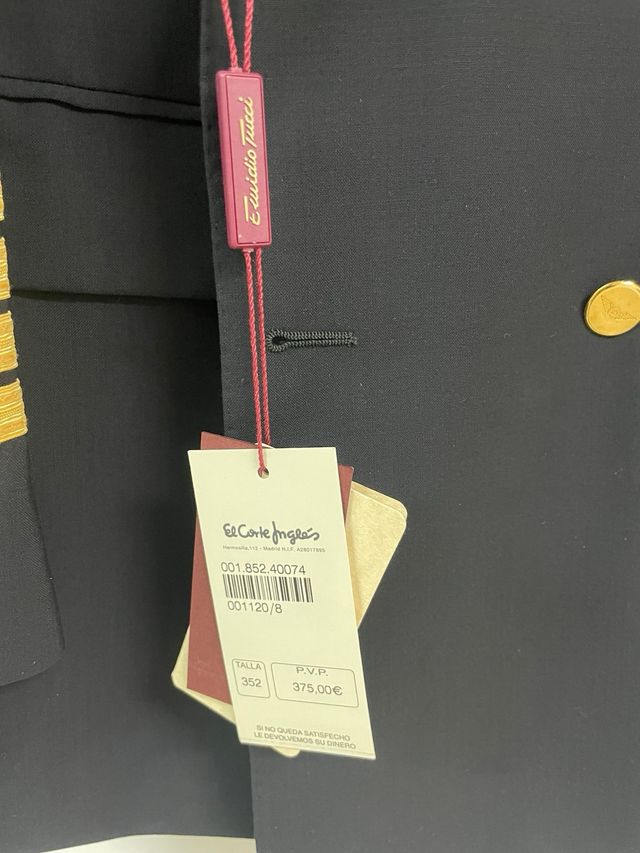 Emidio Tucci
El Corte Inglés
Hermosilla,112 - Madrid N.I.F. A28017895
001.852.40074
001120/8
TALLA
352
P.V.P.
375,00€
SI NO QUEDA SATISFECHO
LE DEVOLVEMOS SU DINERO